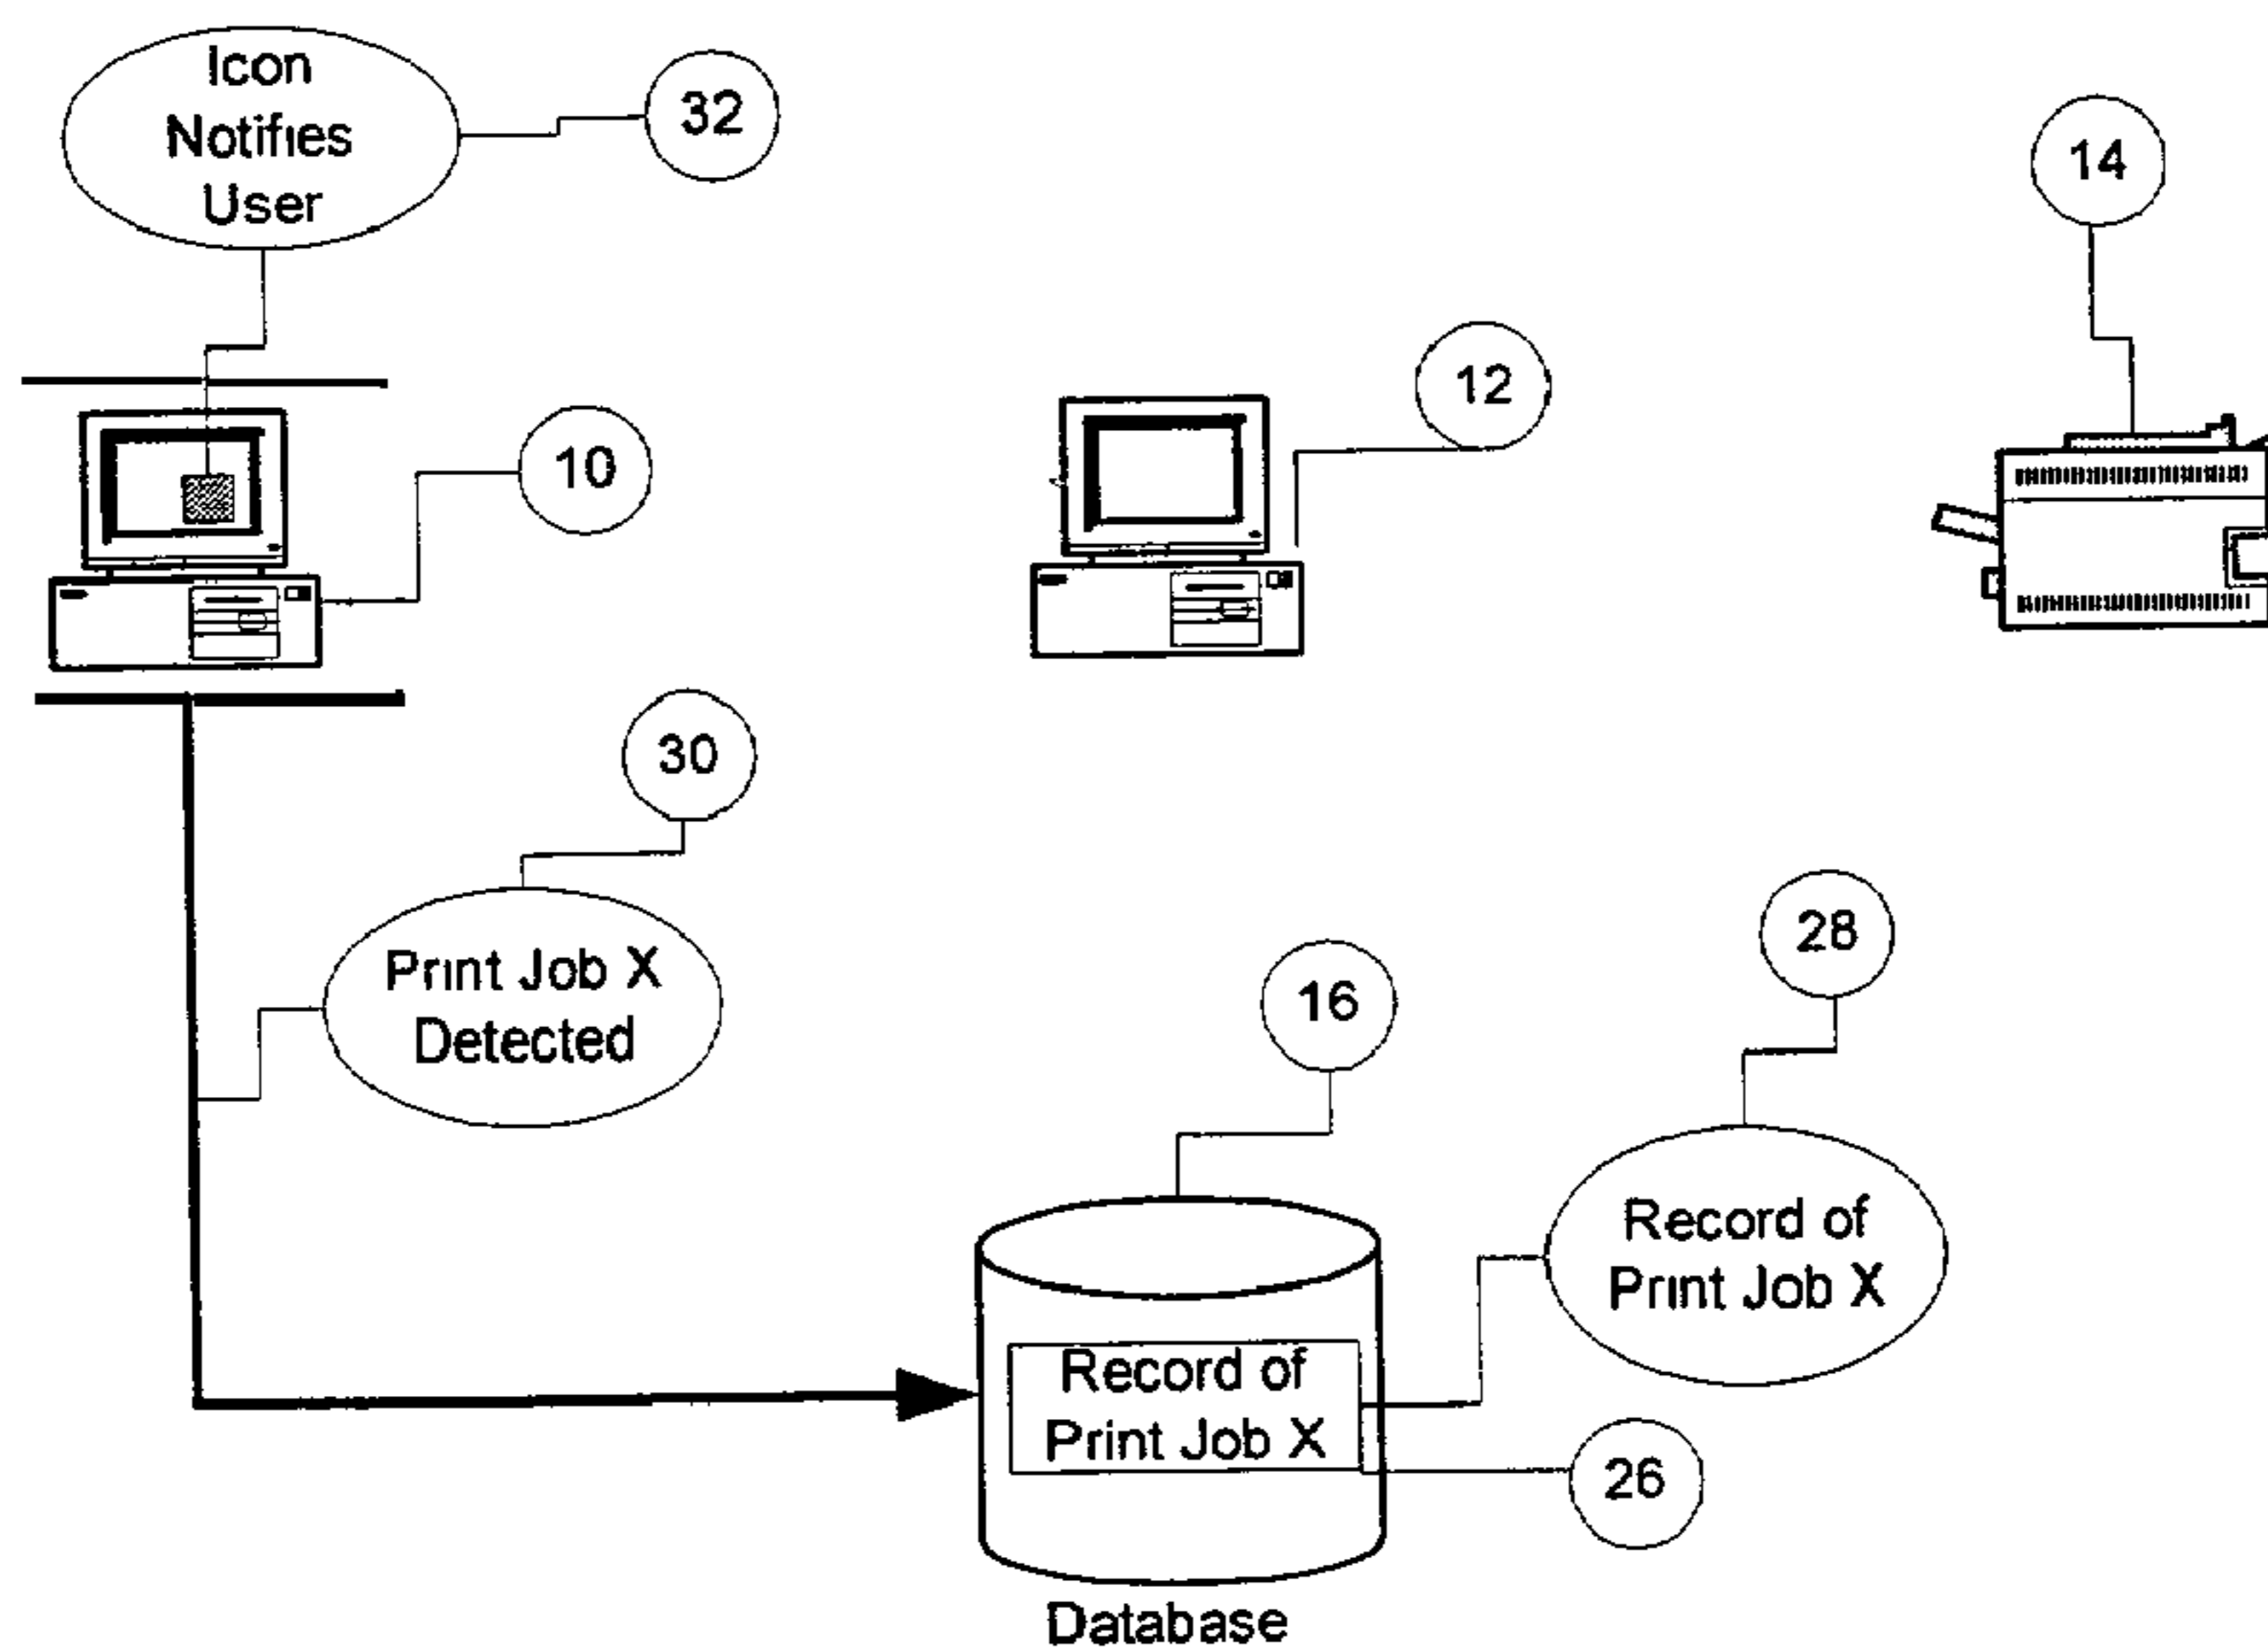 Icon
Notifies
User
32
14
12
10
30
Print Job X
Detected
28
16
Record of
Print Job X
Record of
Print Job X
26
Database